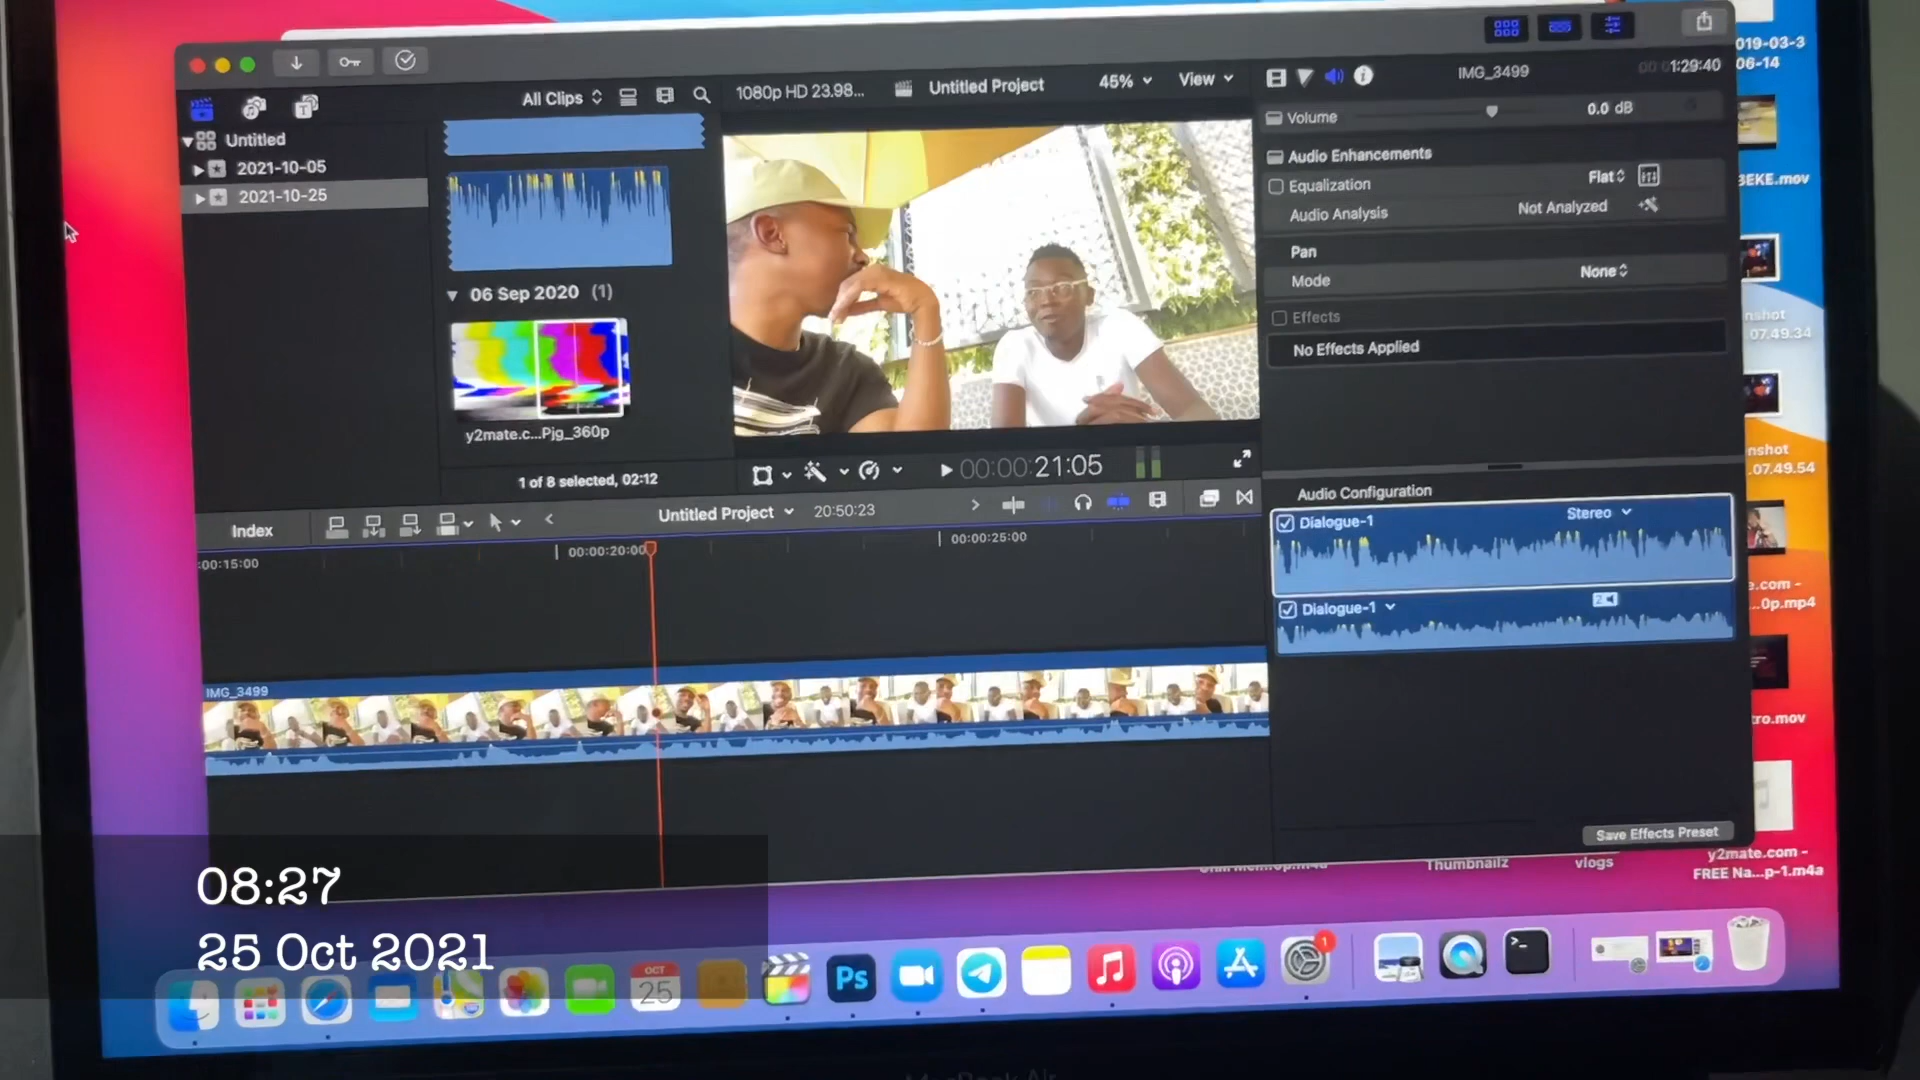 All Clips
1080p HD 23.98...
Untitled Project
45%
View
IMG_3499
1:29:40
019-03-3
06-14
Untitled
2021-10-05
2021-10-25
06 Sep 2020 (1)
y2mate.c...Pjg_360p
1 of 8 selected, 02:12
00:00:21:05
Volume
0.0 dB
Audio Enhancements
Equalization
Flat
Audio Analysis
Not Analyzed
Pan
Mode
None
Effects
No Effects Applied
BEKE.mov
nshot
07.49.34
nshot
.07.49.54
Index
Untitled Project
20:50:23
:00:15:00
00:00:20:00
00:00:25:00
IMG_3499
Audio Configuration
Dialogue-1
Stereo
Dialogue-1
2
e.com -
...0p.mp4
tro.mov
Save Effects Preset
Thumbnailz
vlogs
y2mate.com -
FREE Na...p-1.m4a
08:27
25 Oct 2021
OCT
25
Ps
1
MacBook Air